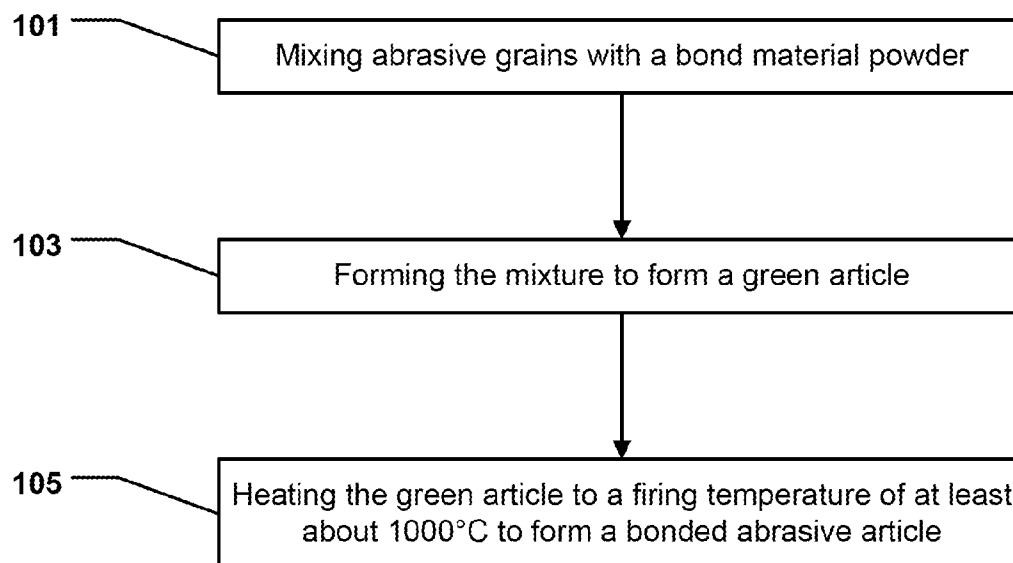 101
Mixing abrasive grains with a bond material powder
103
Forming the mixture to form a green article
105
Heating the green article to a firing temperature of at least
about 1000°C to form a bonded abrasive article